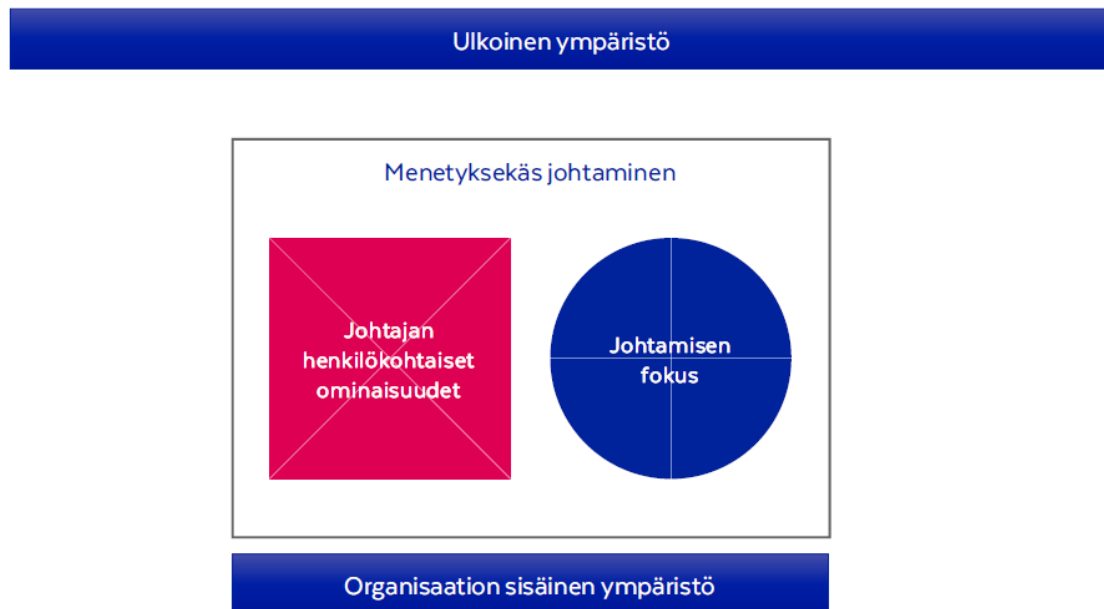 Ulkoinen ympäristö
Menetyksekäs johtaminen
Johtajan
henkilökohtaiset
ominaisuudet
Johtamisen
fokus
Organisaation sisäinen ympäristö